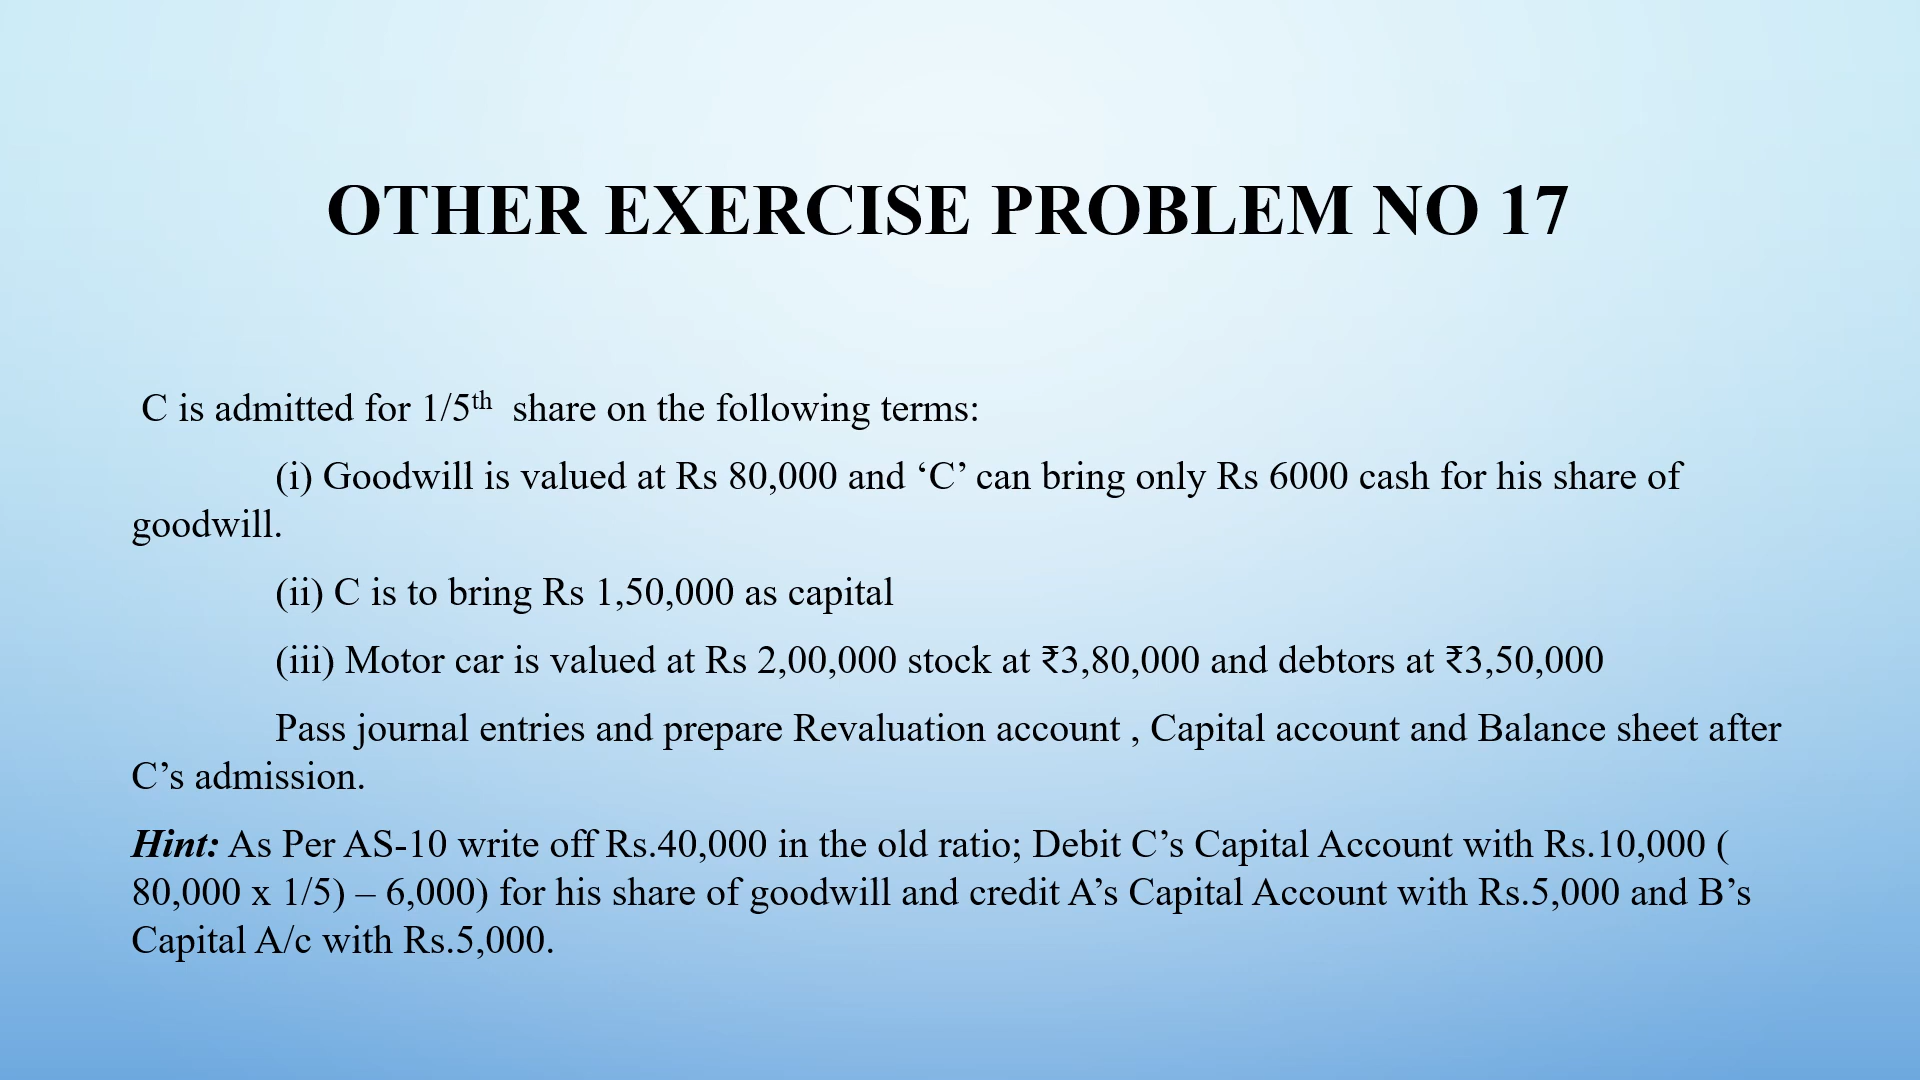 OTHER EXERCISE PROBLEM NO 17
C is admitted for 1/5th share on the following terms:
(i) Goodwill is valued at Rs 80,000 and ‘C’ can bring only Rs 6000 cash for his share of
goodwill.
(ii) C is to bring Rs 1,50,000 as capital
(iii) Motor car is valued at Rs 2,00,000 stock at ₹3,80,000 and debtors at ₹3,50,000
Pass journal entries and prepare Revaluation account , Capital account and Balance sheet after
C’s admission.
Hint: As Per AS-10 write off Rs.40,000 in the old ratio; Debit C’s Capital Account with Rs.10,000 (
80,000 x 1/5) – 6,000) for his share of goodwill and credit A’s Capital Account with Rs.5,000 and B’s
Capital A/c with Rs.5,000.